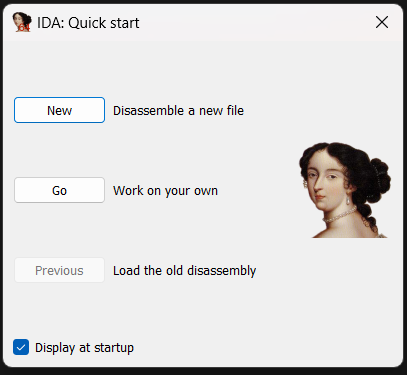 IDA: Quick start
New Disassemble a new file
Go Work on your own
Previous Load the old disassembly
Display at startup